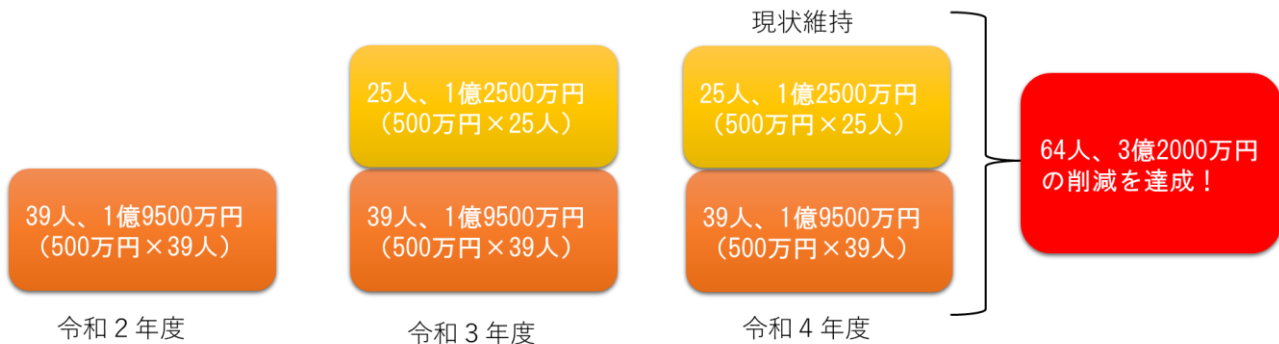 現状維持
25人、1億2500万円
（500万円×25人）
25人、1億2500万円
（500万円×25人）
64人、3億2000万円
の削減を達成！
39人、1億9500万円
（500万円×39人）
39人、1億9500万円
（500万円×39人）
39人、1億9500万円
（500万円×39人）
令和２年度
令和３年度
令和４年度